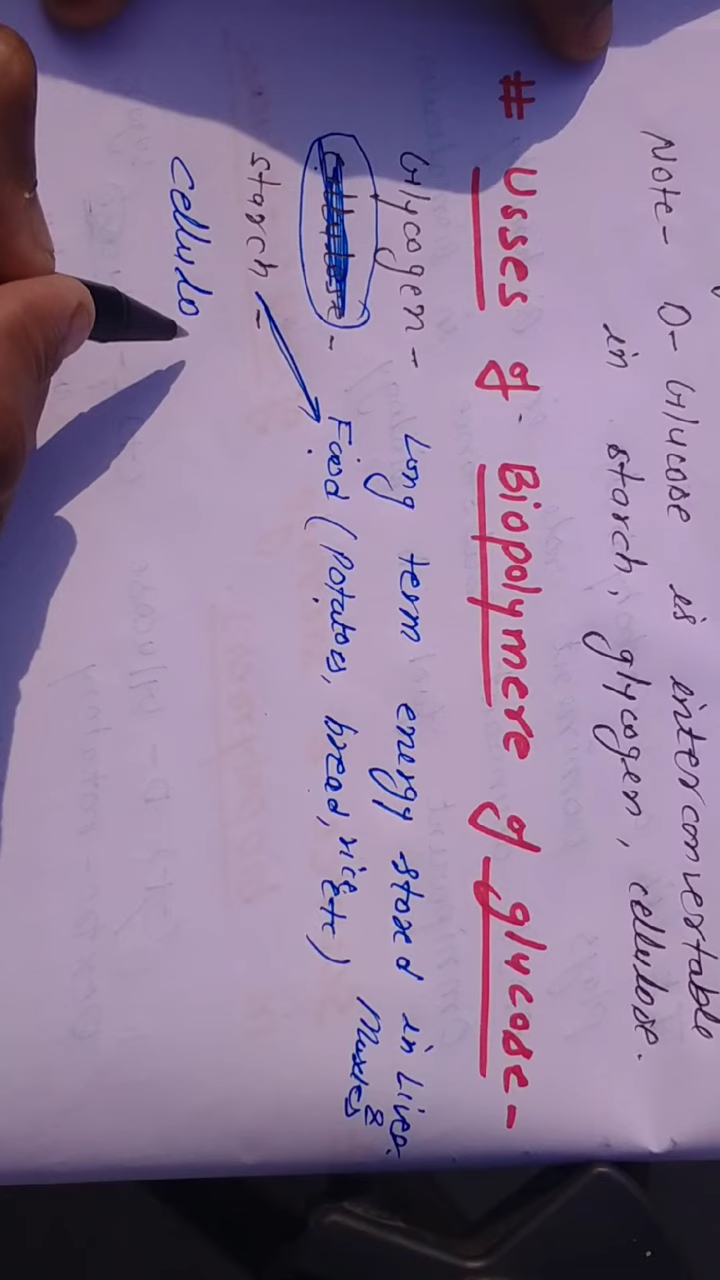 Note- D-Glucose is interconvertable
in starch, glycogen, cellulose.
# Usses of Biopolymere of glucose-
Glycogen - Long term energy stored in Liver
& Muscles
Cellulose - Food (Potatoes, bread, rice etc)
starch -
cellulo